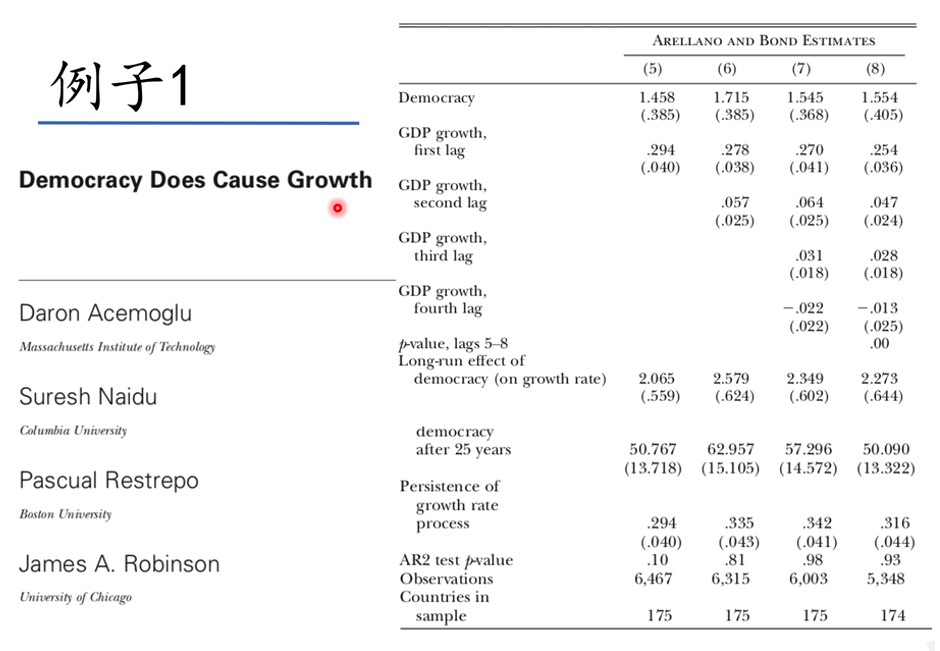 例子1
Democracy Does Cause Growth
Daron Acemoglu
Massachusetts Institute of Technology
Suresh Naidu
Columbia University
Pascual Restrepo
Boston University
James A. Robinson
University of Chicago
Arellano and Bond Estimates
(5) (6) (7) (8)
Democracy 1.458 1.715 1.545 1.554
(.385) (.385) (.368) (.405)
GDP growth,
first lag .294 .278 .270 .254
(.040) (.038) (.041) (.036)
GDP growth,
second lag .057 .064 .047
(.025) (.025) (.024)
GDP growth,
third lag .031 .028
(.018) (.018)
GDP growth,
fourth lag −.022 −.013
(.022) (.025)
p-value, lags 5–8 .00
Long-run effect of
democracy (on growth rate) 2.065 2.579 2.349 2.273
(.559) (.624) (.602) (.644)
democracy
after 25 years 50.767 62.957 57.296 50.090
(13.718) (15.105) (14.572) (13.322)
Persistence of
growth rate
process .294 .335 .342 .316
(.040) (.043) (.041) (.044)
AR2 test p-value .10 .81 .98 .93
Observations 6,467 6,315 6,003 5,348
Countries in
sample 175 175 175 174